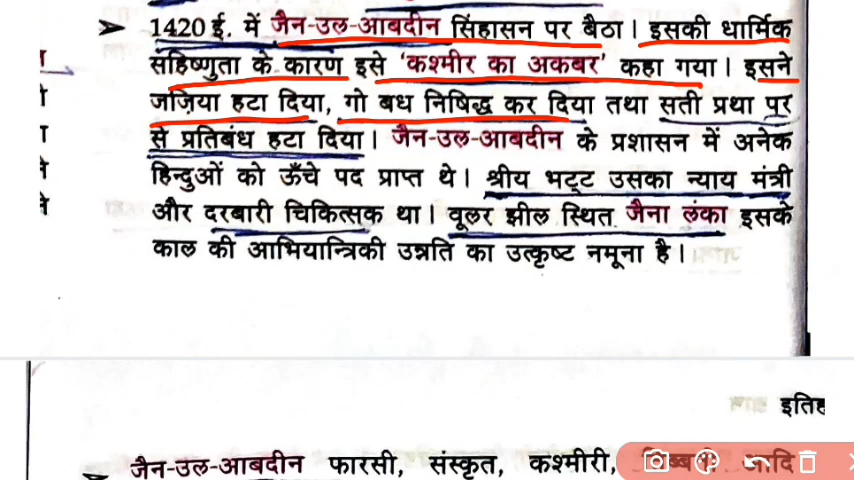 ➤ 1420 ई. में जैन-उल-आबदीन सिंहासन पर बैठा। इसकी धार्मिक
सहिष्णुता के कारण इसे 'कश्मीर का अकबर' कहा गया। इसने
जज़िया हटा दिया, गो बध निषिद्ध कर दिया तथा सती प्रथा पर
से प्रतिबंध हटा दिया। जैन-उल-आबदीन के प्रशासन में अनेक
हिन्दुओं को ऊँचे पद प्राप्त थे। श्रीय भट्ट उसका न्याय मंत्री
और दरबारी चिकित्सक था। वूलर झील स्थित जैना लंका इसके
काल की आभियान्त्रिकी उन्नति का उत्कृष्ट नमूना है।
जैन-उल-आबदीन फारसी, संस्कृत, कश्मीरी, आदि